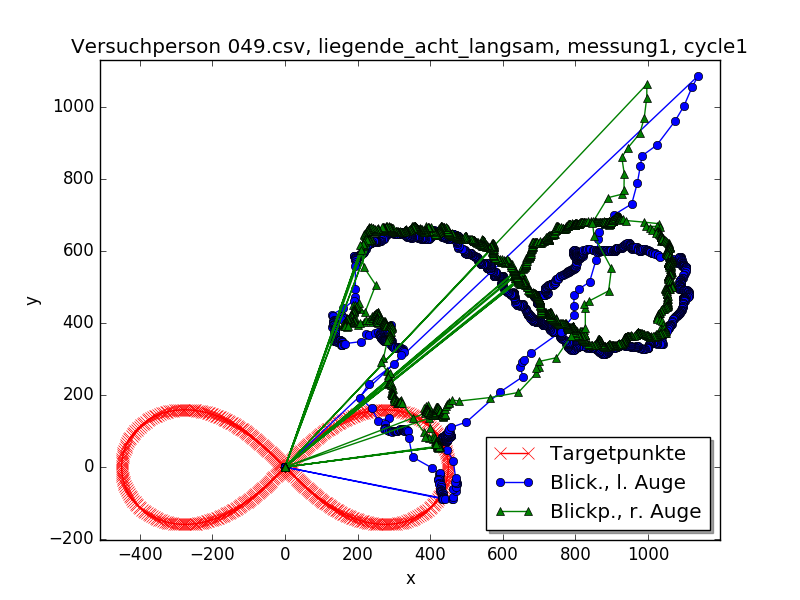 Versuchperson 049.csv, liegende_acht_langsam, messung1, cycle1
y
1000
800
600
400
200
0
−200
−400
−200
0
200
400
600
800
1000
x
Targetpunkte
Blick., l. Auge
Blickp., r. Auge